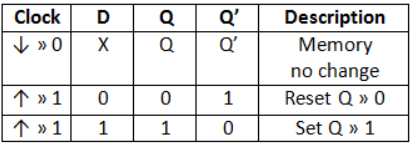 Clock D Q Q’ Description
↓ » 0 X Q Q’ Memory
no change
↑ » 1 0 0 1 Reset Q » 0
↑ » 1 1 1 0 Set Q » 1